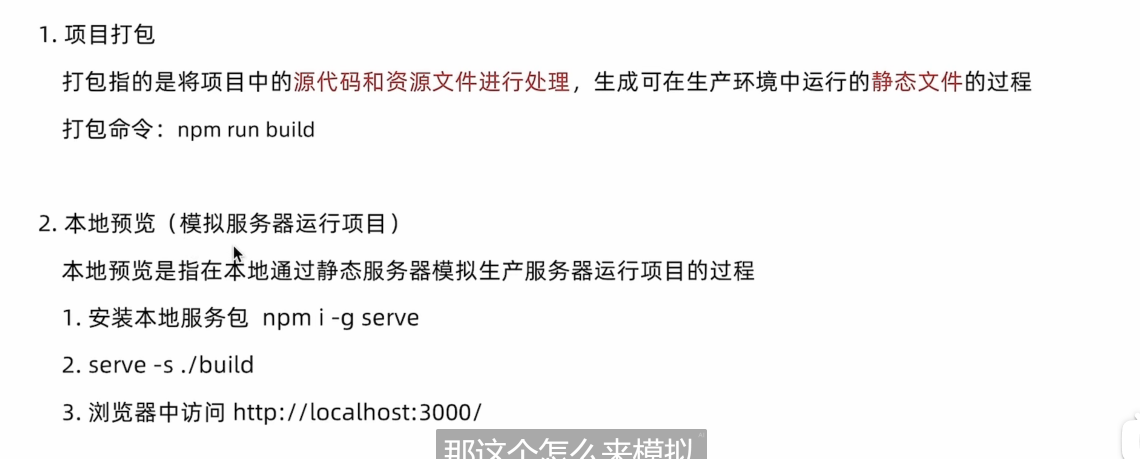 1. 项目打包
打包指的是将项目中的源代码和资源文件进行处理，生成可在生产环境中运行的静态文件的过程
打包命令：npm run build
2. 本地预览（模拟服务器运行项目）
本地预览是指在本地通过静态服务器模拟生产服务器运行项目的过程
1. 安装本地服务包 npm i -g serve
2. serve -s ./build
3. 浏览器中访问 http://localhost:3000/
那这个怎么来模拟